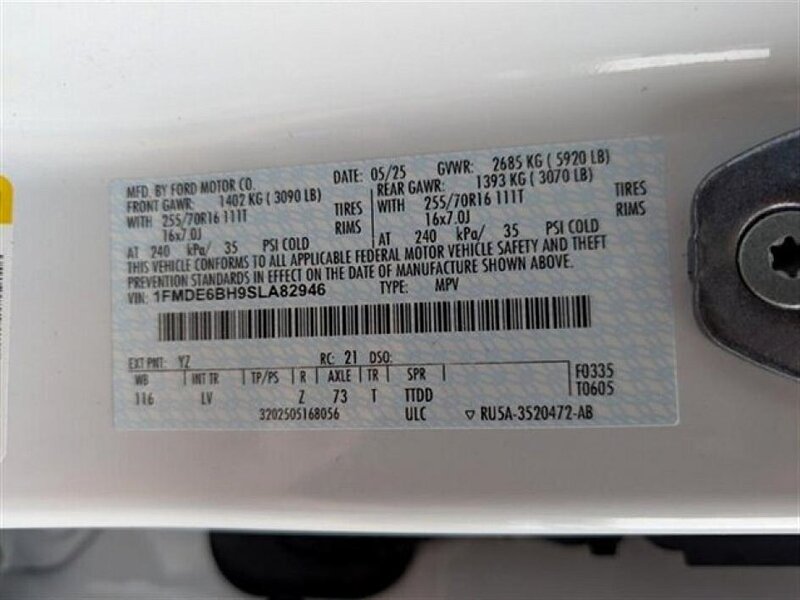 MFD. BY FORD MOTOR CO.
DATE: 05/25 GVWR: 2685 KG ( 5920 LB)
FRONT GAWR: 1402 KG ( 3090 LB)
REAR GAWR: 1393 KG ( 3070 LB)
WITH 255/70R16 111T TIRES
WITH 255/70R16 111T TIRES
16x7.0J RIMS
16x7.0J RIMS
AT 240 kPa/ 35 PSI COLD
AT 240 kPa/ 35 PSI COLD
THIS VEHICLE CONFORMS TO ALL APPLICABLE FEDERAL MOTOR VEHICLE SAFETY AND THEFT
PREVENTION STANDARDS IN EFFECT ON THE DATE OF MANUFACTURE SHOWN ABOVE.
VIN: 1FMDE6BH9SLA82946 TYPE: MPV
EXT PNT: YZ RC: 21 DSO:
WB INT TR TP/PS R AXLE TR SPR
116 LV Z 73 T TTDD
F0335
T0605
3202505168056 ULC ▽ RU5A-3520472-AB